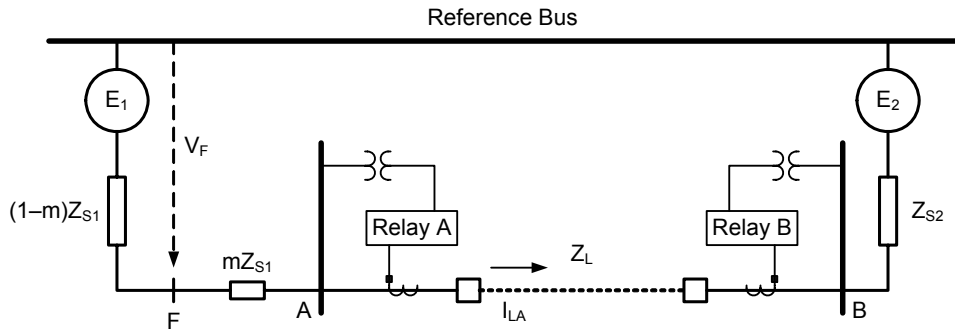 Reference Bus
E1
E2
VF
(1–m)ZS1
ZS2
Relay A
Relay B
mZS1
ZL
F
A
ILA
B